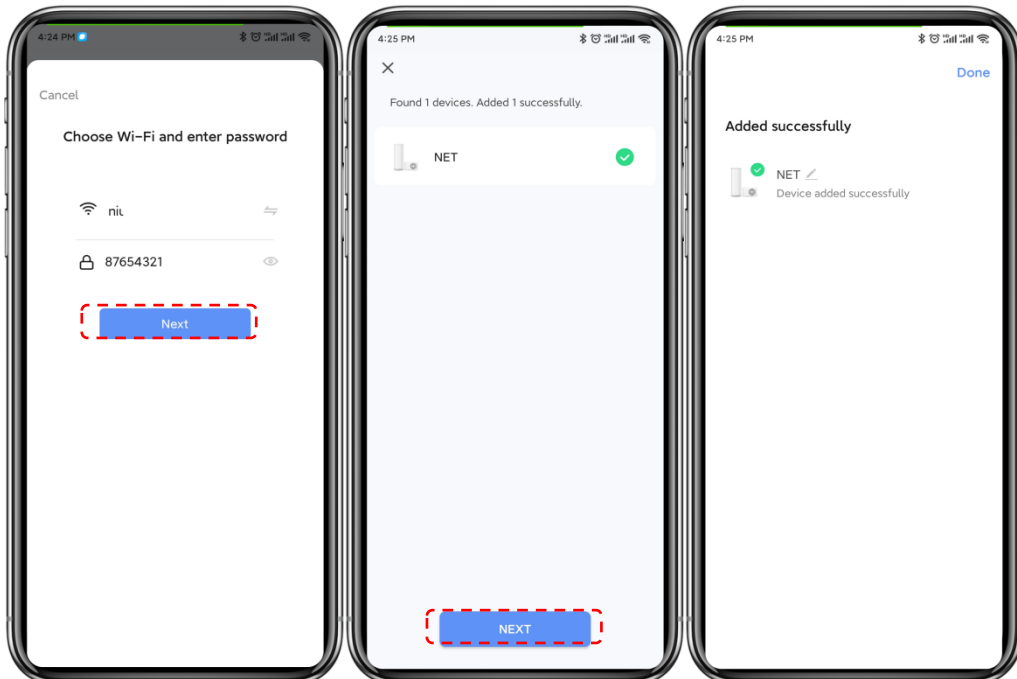 4:24 PM
Cancel
Choose Wi-Fi and enter password
niu
87654321
Next
4:25 PM
Found 1 devices. Added 1 successfully.
NET
NEXT
4:25 PM
Done
Added successfully
NET
Device added successfully